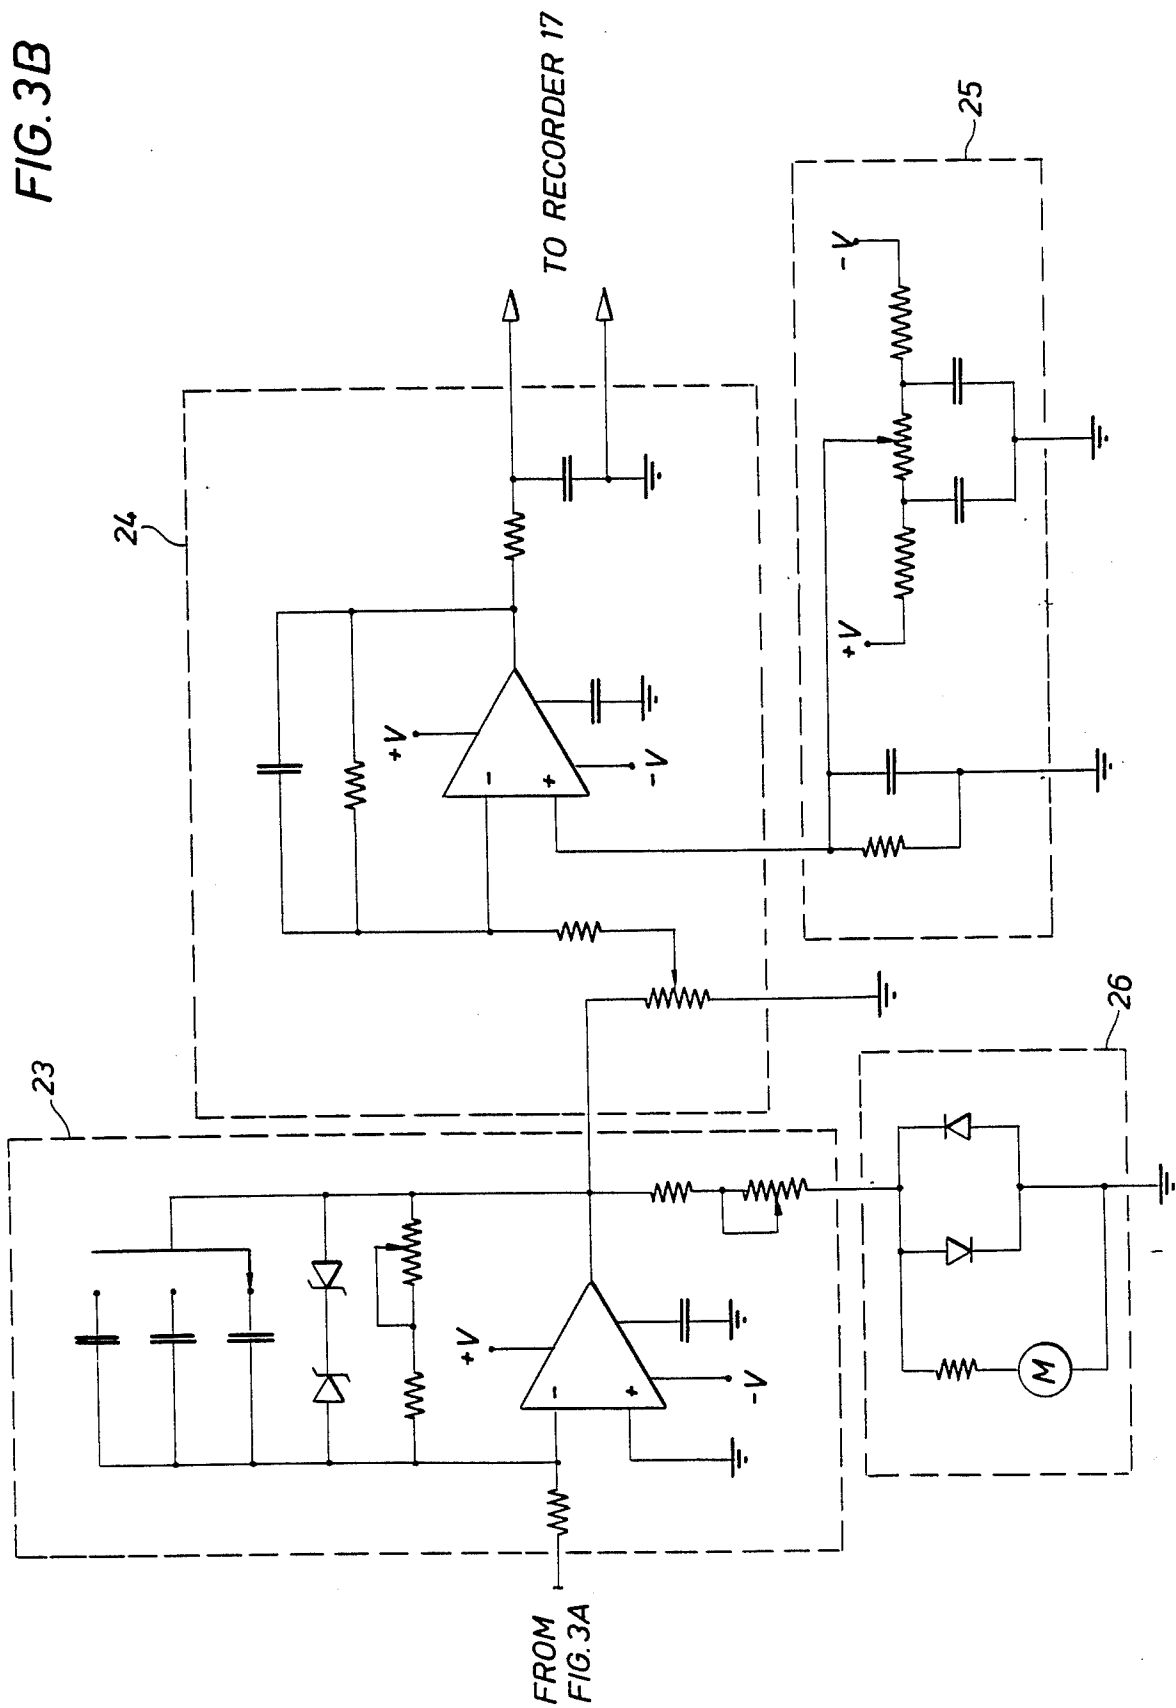 FIG. 3B
23
24
TO RECORDER 17
+V
-
+
-V
+V
-
+
-V
FROM
FIG. 3A
+V
-V
25
M
26